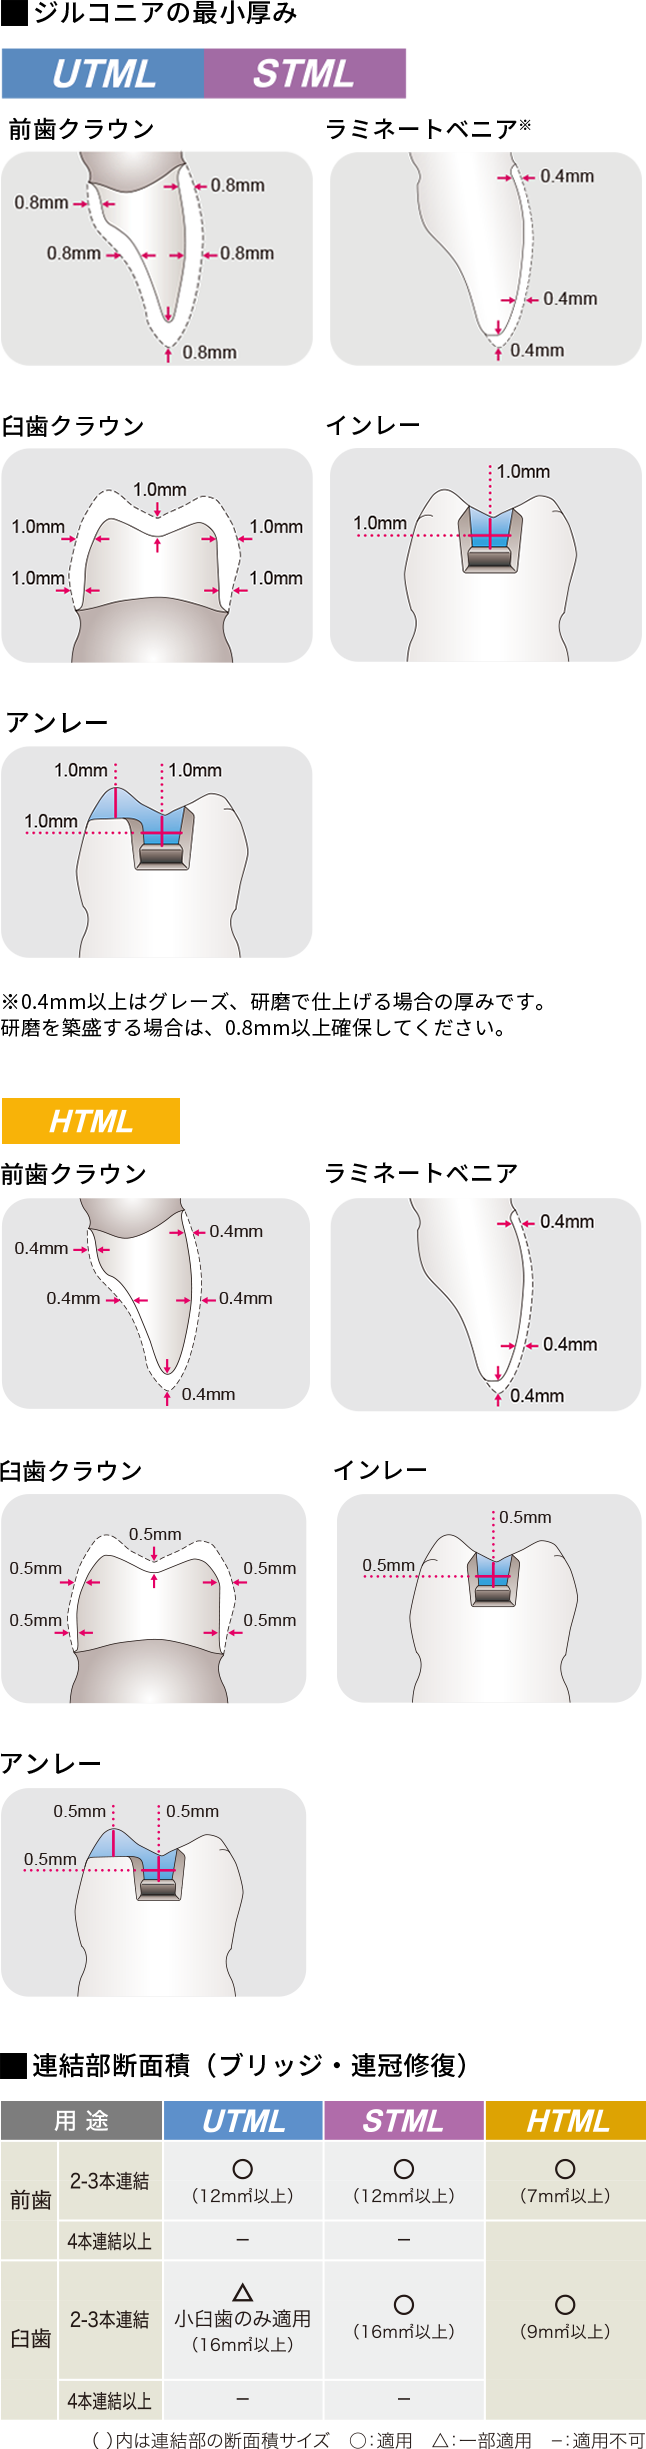 ■ジルコニアの最小厚み
UTML STML
前歯クラウン ラミネートベニア※
0.8mm 0.8mm 0.4mm
0.8mm 0.8mm
0.4mm
0.8mm 0.4mm
臼歯クラウン インレー
1.0mm 1.0mm
1.0mm 1.0mm 1.0mm
1.0mm 1.0mm
アンレー
1.0mm 1.0mm
1.0mm
※0.4mm以上はグレーズ、研磨で仕上げる場合の厚みです。
研磨を築盛する場合は、0.8mm以上確保してください。
HTML
前歯クラウン ラミネートベニア
0.4mm 0.4mm 0.4mm
0.4mm 0.4mm
0.4mm
0.4mm 0.4mm
臼歯クラウン インレー
0.5mm 0.5mm
0.5mm 0.5mm 0.5mm
0.5mm 0.5mm
アンレー
0.5mm 0.5mm
0.5mm
■連結部断面積（ブリッジ・連冠修復）
用途 UTML STML HTML
前歯 2-3本連結 ○ ○ ○
（12m㎡以上） （12m㎡以上） （7m㎡以上）
4本連結以上 − −
臼歯 2-3本連結 △ ○ ○
小臼歯のみ適用
（16m㎡以上） （16m㎡以上） （9m㎡以上）
4本連結以上 − −
（ ）内は連結部の断面積サイズ ○：適用 △：一部適用 −：適用不可